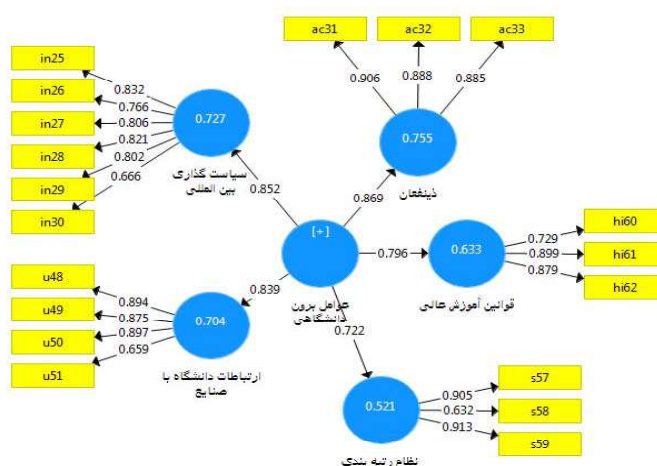 ac31
ac32
ac33
0.906
0.888
0.885
0.755
ذینفعان
in25
in26
in27
in28
in29
in30
0.832
0.766
0.806
0.821
0.802
0.666
0.727
سیاست گذاری
بین المللی
0.852
0.869
[+]
عوامل برون
دانشگاهی
0.796
0.633
قوانین آموزش عالی
0.729
0.899
0.879
hi60
hi61
hi62
0.839
u48
u49
u50
u51
0.894
0.875
0.897
0.659
0.704
ارتباطات دانشگاه با
صنایع
0.722
0.521
نظام رتبه بندی
0.905
0.632
0.913
s57
s58
s59